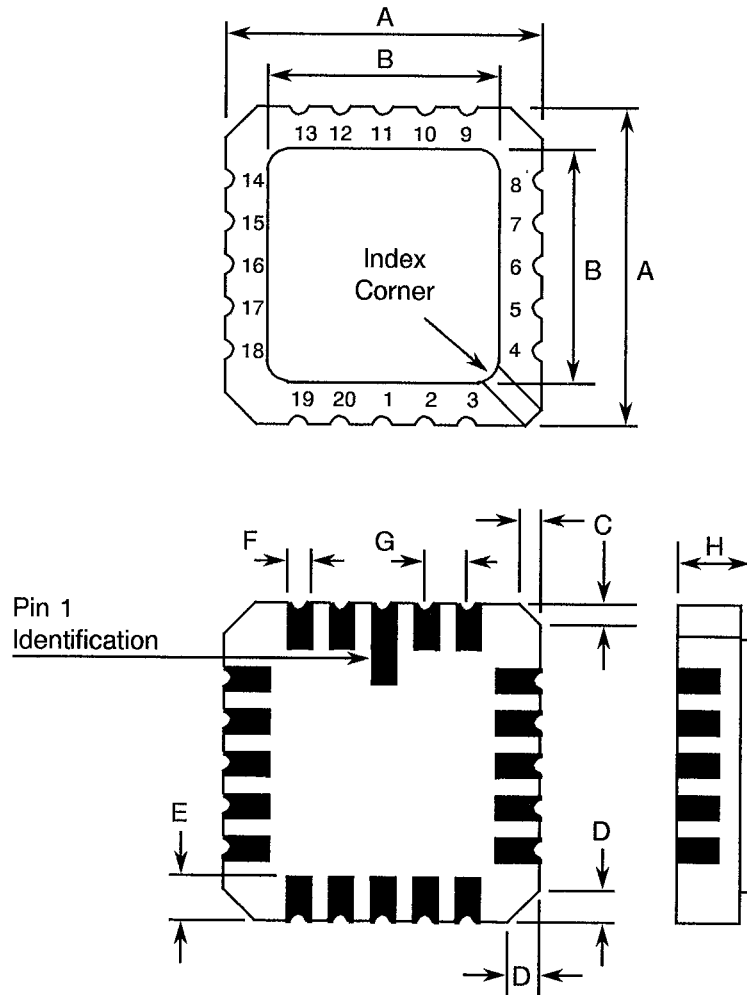 A
B
13 12 11 10 9
14 8
15 7
16 6
17 5
18 4
Index
Corner
B A
19 20 1 2 3
F G C H
Pin 1
Identification
E D
D